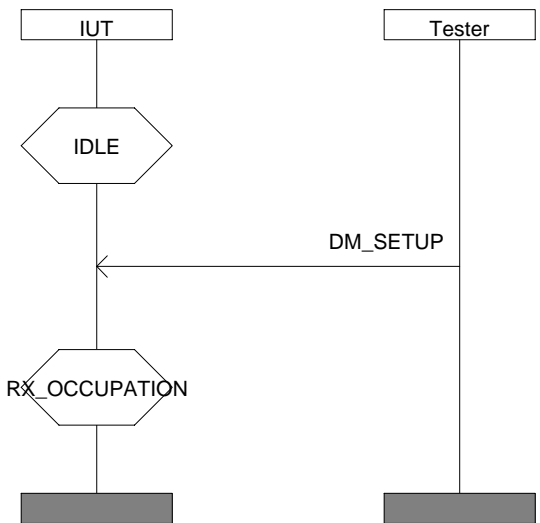 IUT
Tester
IDLE
DM_SETUP
RX_OCCUPATION